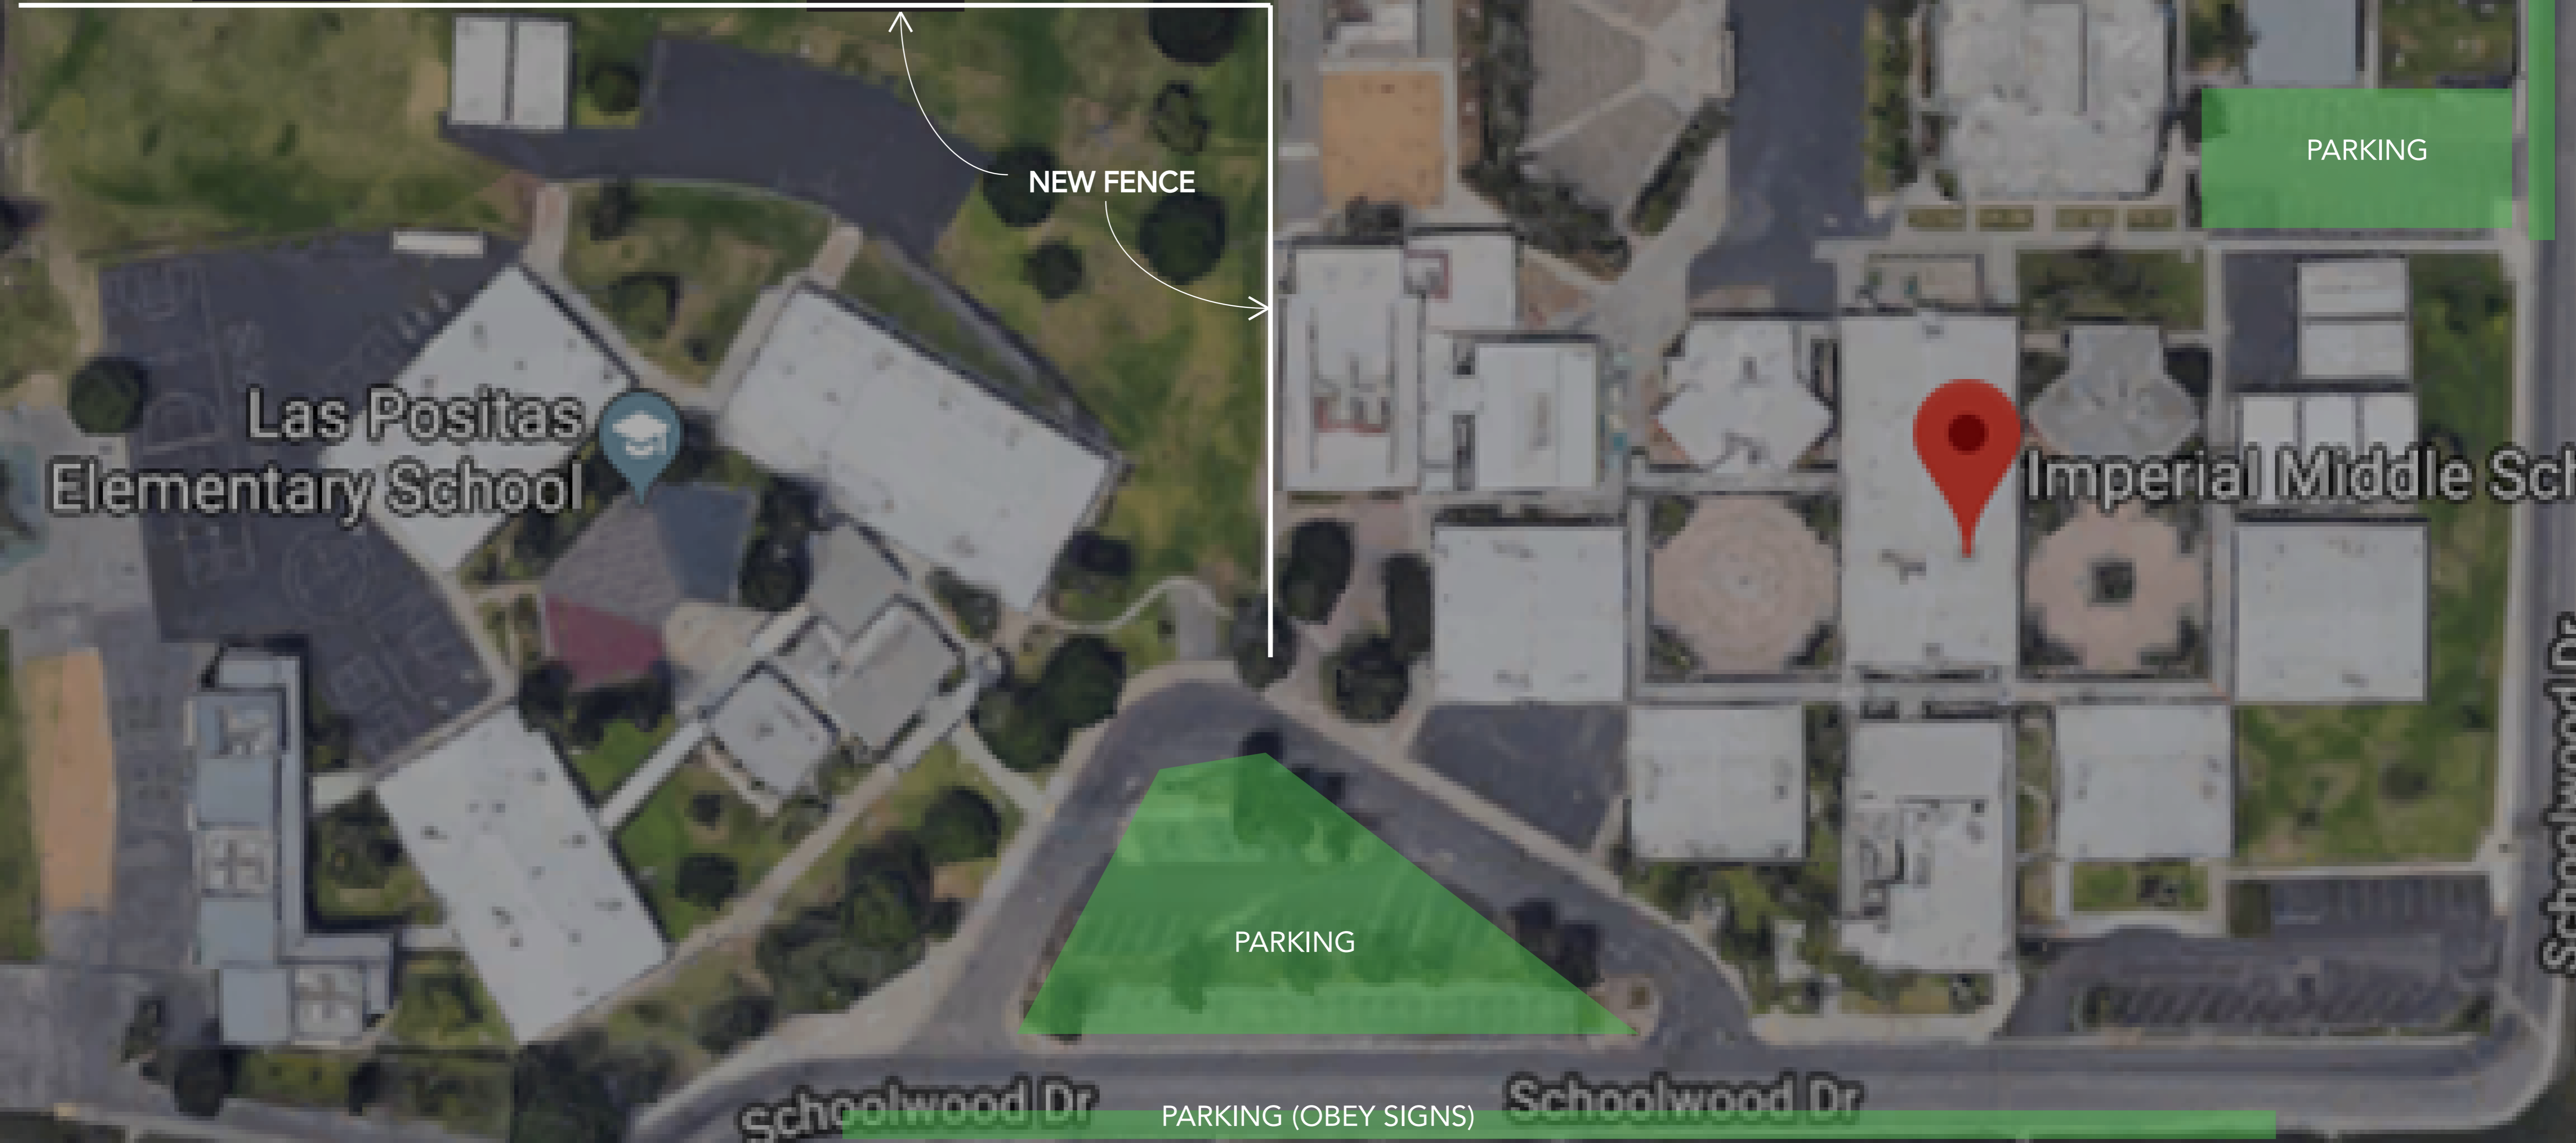 PARKING
NEW FENCE
Las Positas
Elementary School
Imperial Middle Sch
Schoolwood Dr
PARKING
Schoolwood Dr
Schoolwood Dr
PARKING (OBEY SIGNS)